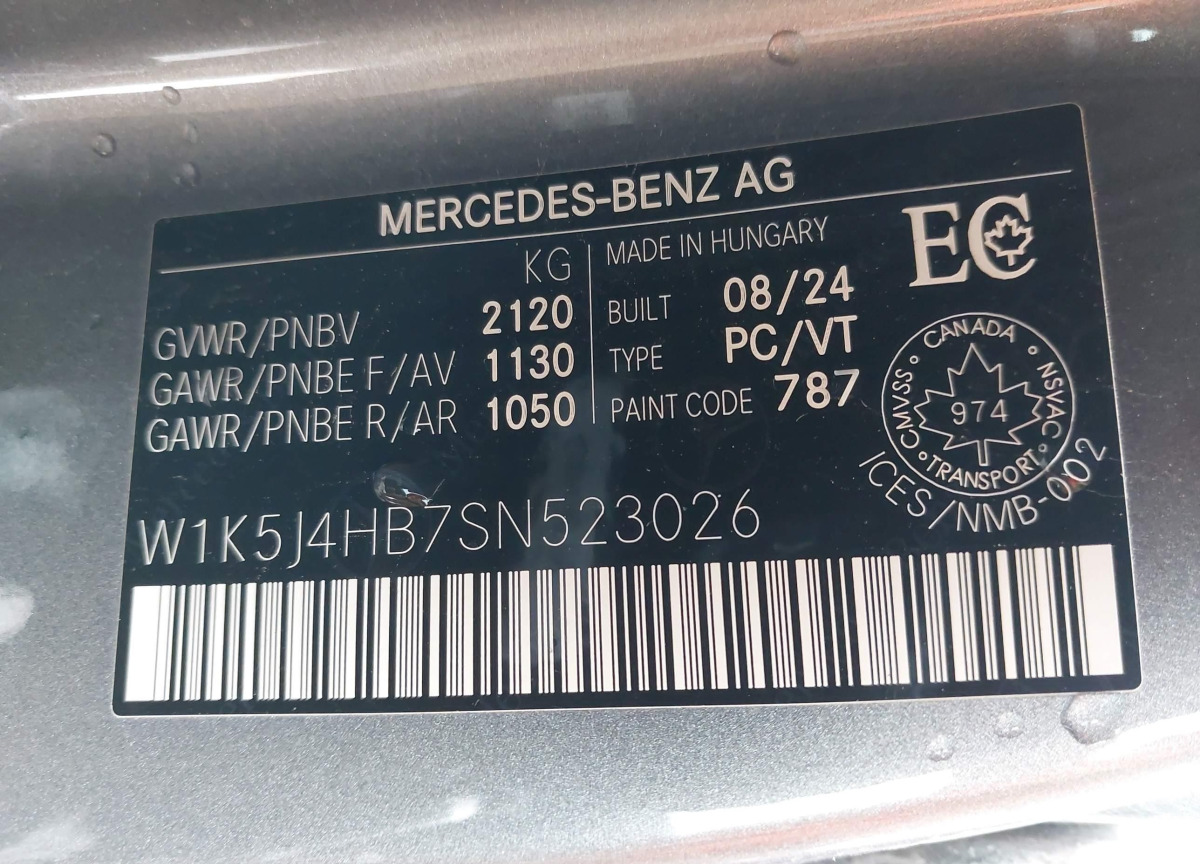 MERCEDES-BENZ AG
KG
GVWR/PNBV 2120
GAWR/PNBE F/AV 1130
GAWR/PNBE R/AR 1050
MADE IN HUNGARY
BUILT 08/24
TYPE PC/VT
PAINT CODE 787
EC
CANADA
CMVSS
974
NSVAC
TRANSPORT
ICES/NMB-002
W1K5J4HB7SN523026